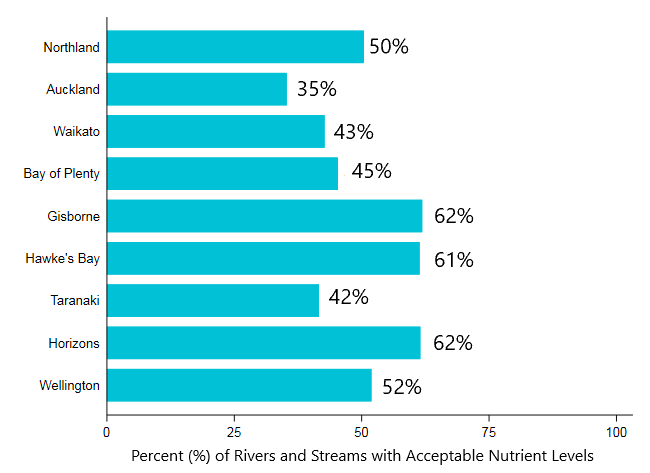 Northland 50%
Auckland 35%
Waikato 43%
Bay of Plenty 45%
Gisborne 62%
Hawke's Bay 61%
Taranaki 42%
Horizons 62%
Wellington 52%
0 25 50 75 100
Percent (%) of Rivers and Streams with Acceptable Nutrient Levels